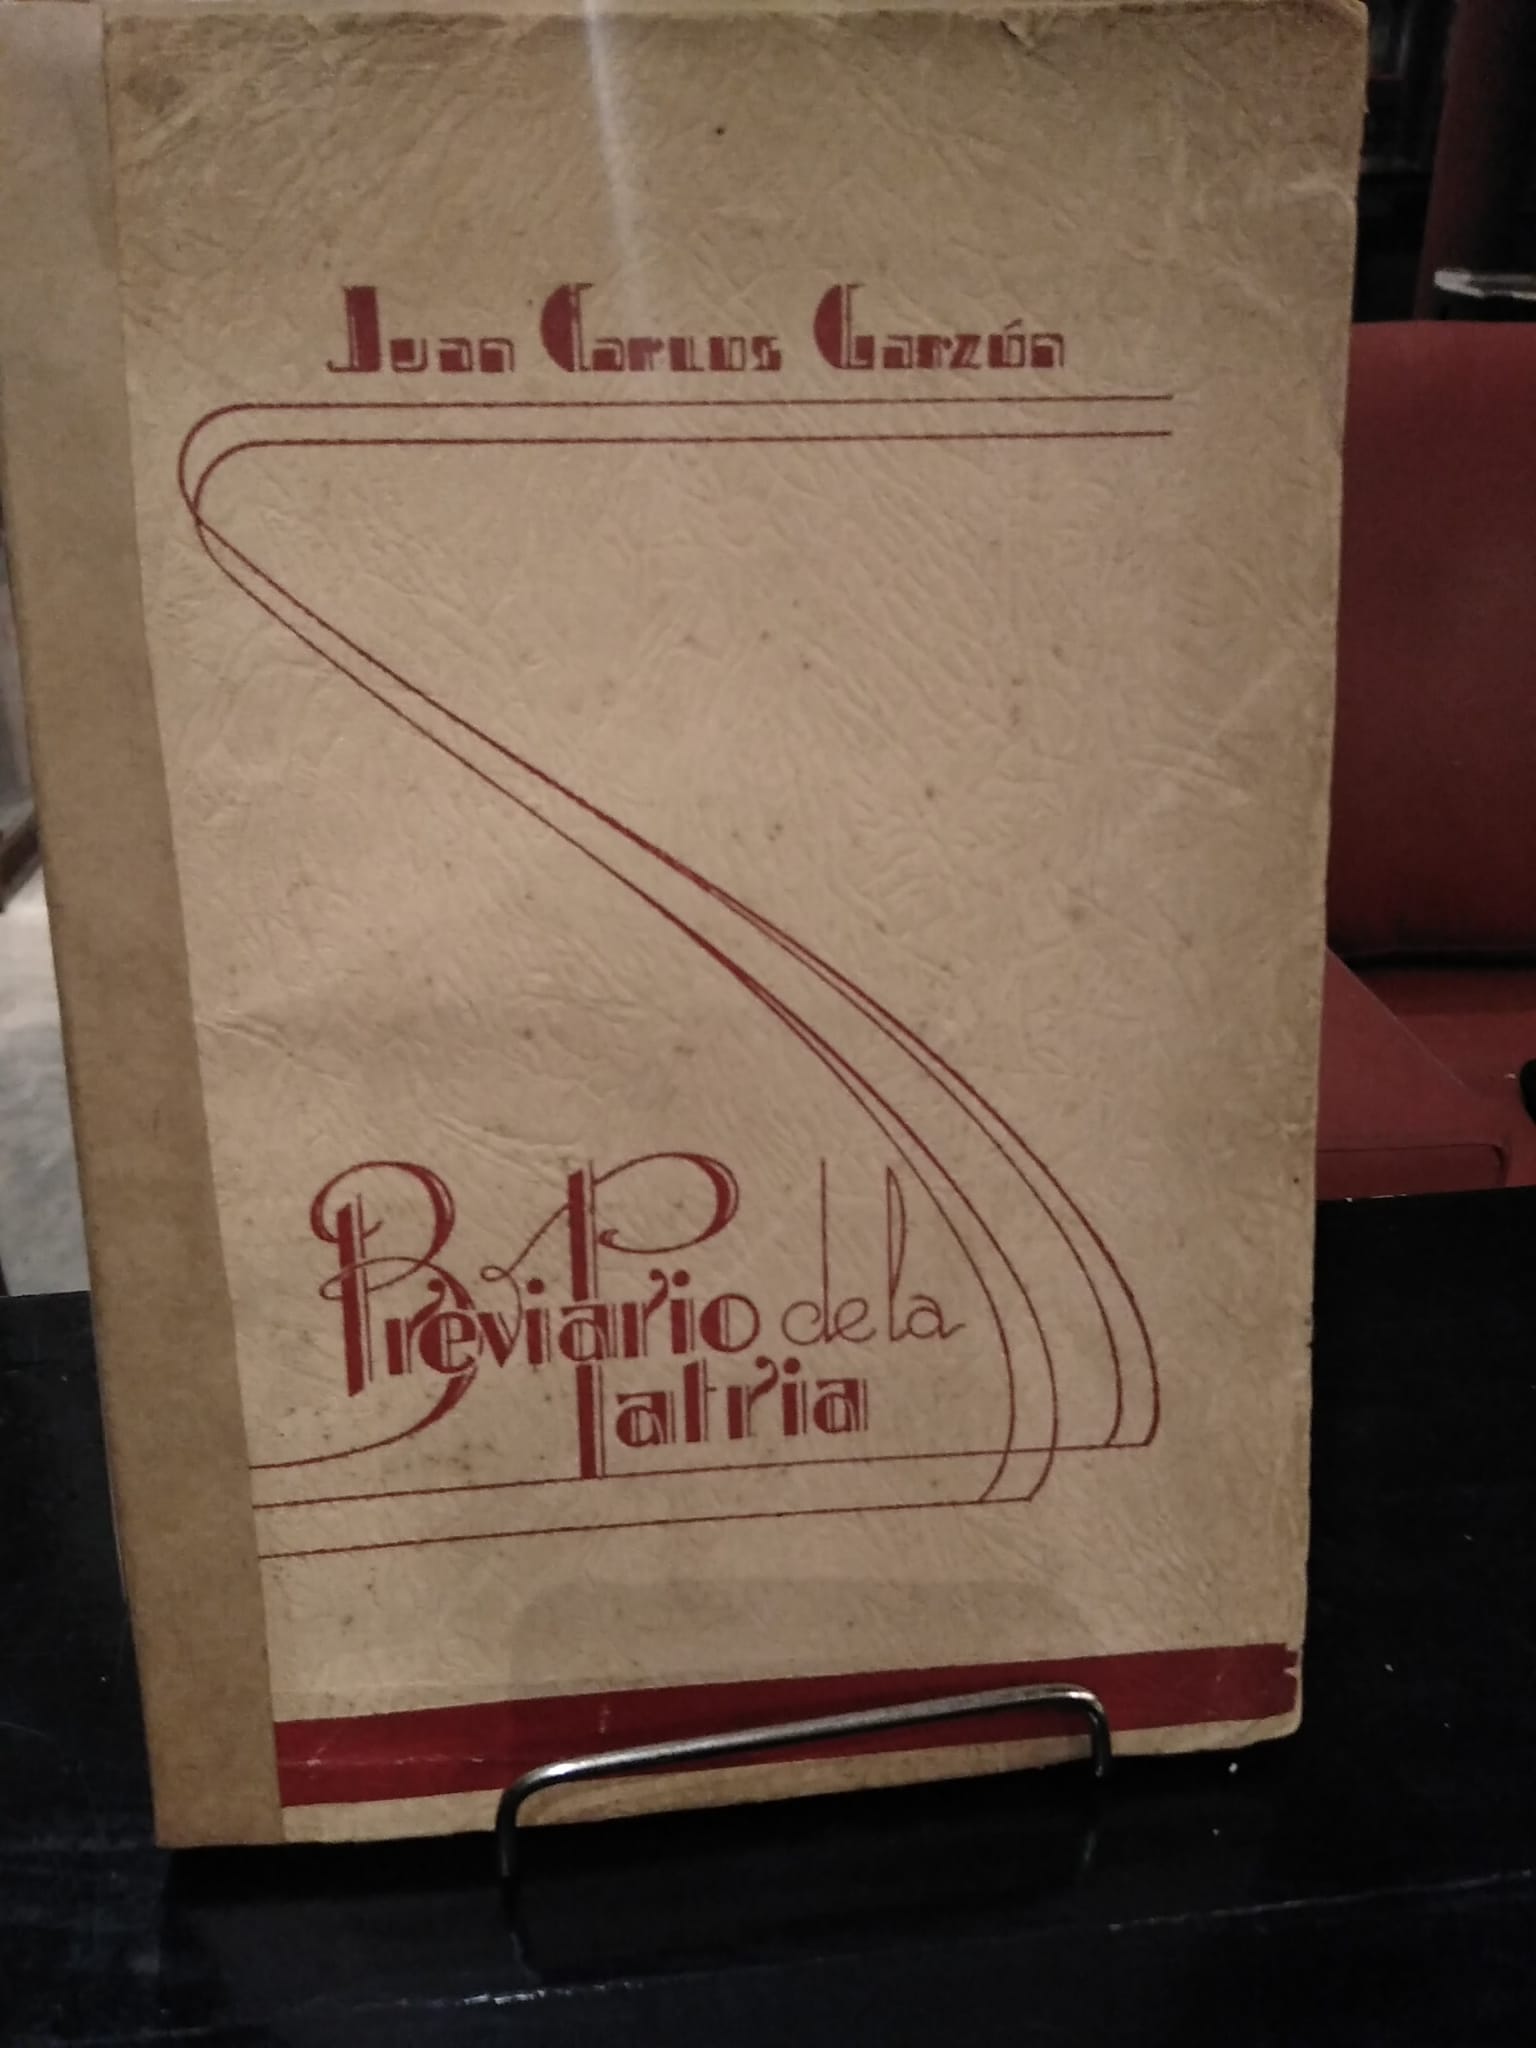 Juan Carlos Garzón
Breviario de la
Patria